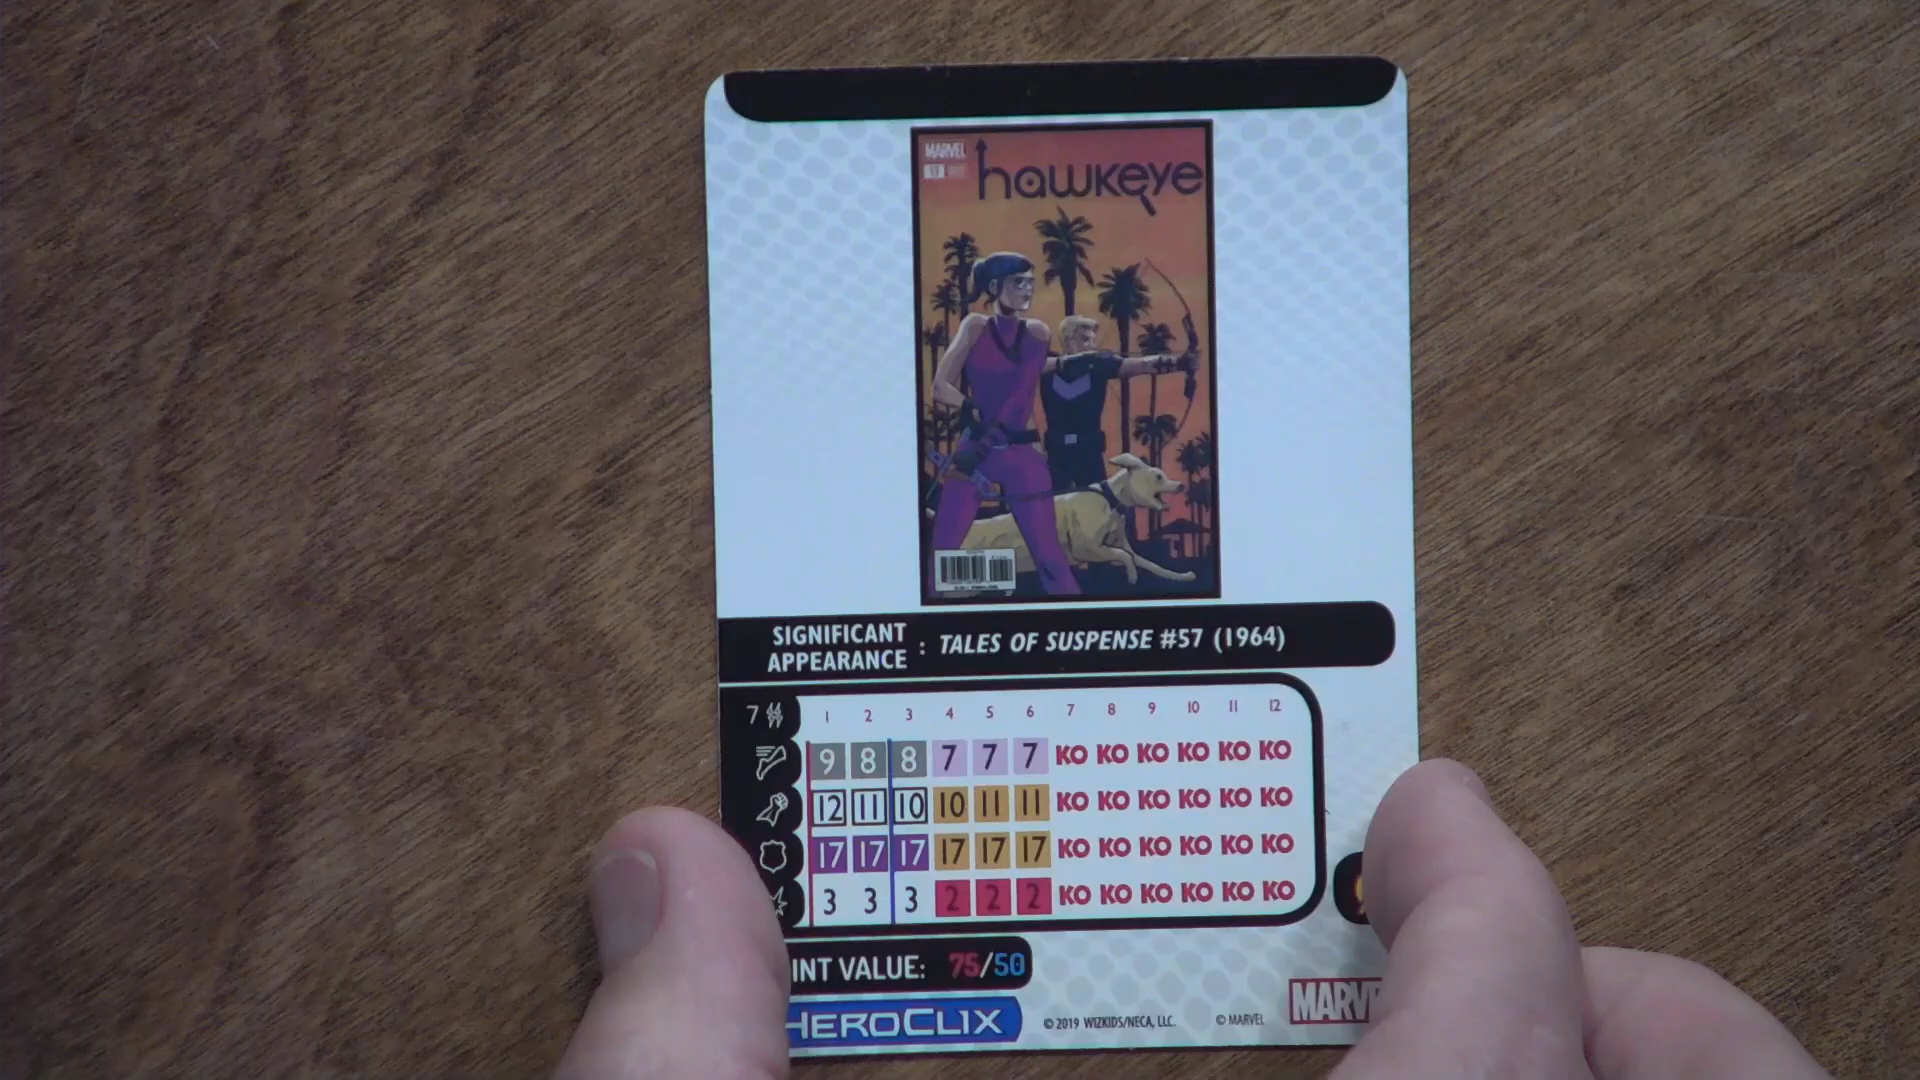 MARVEL
13
hawkeye
SIGNIFICANT APPEARANCE : TALES OF SUSPENSE #57 (1964)
7 1 2 3 4 5 6 7 8 9 10 11 12
9 8 8 7 7 7 KO KO KO KO KO KO
12 11 10 10 11 11 KO KO KO KO KO KO
17 17 17 17 17 17 KO KO KO KO KO KO
3 3 3 2 2 2 KO KO KO KO KO KO
INT VALUE: 75/50
HEROCLIX
© 2019 WIZKIDS/NECA, LLC.
© MARVEL
MARVE